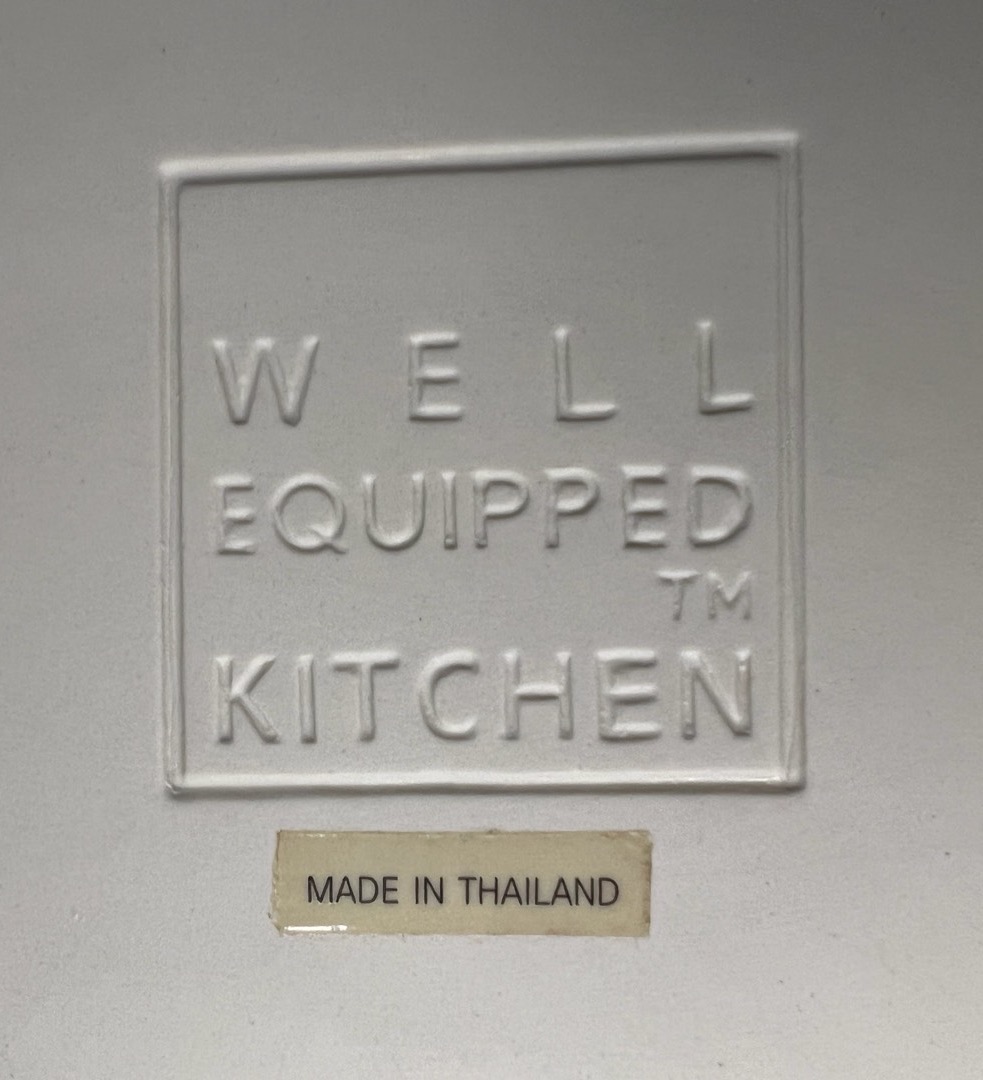 WELL
EQUIPPED
TM
KITCHEN
MADE IN THAILAND